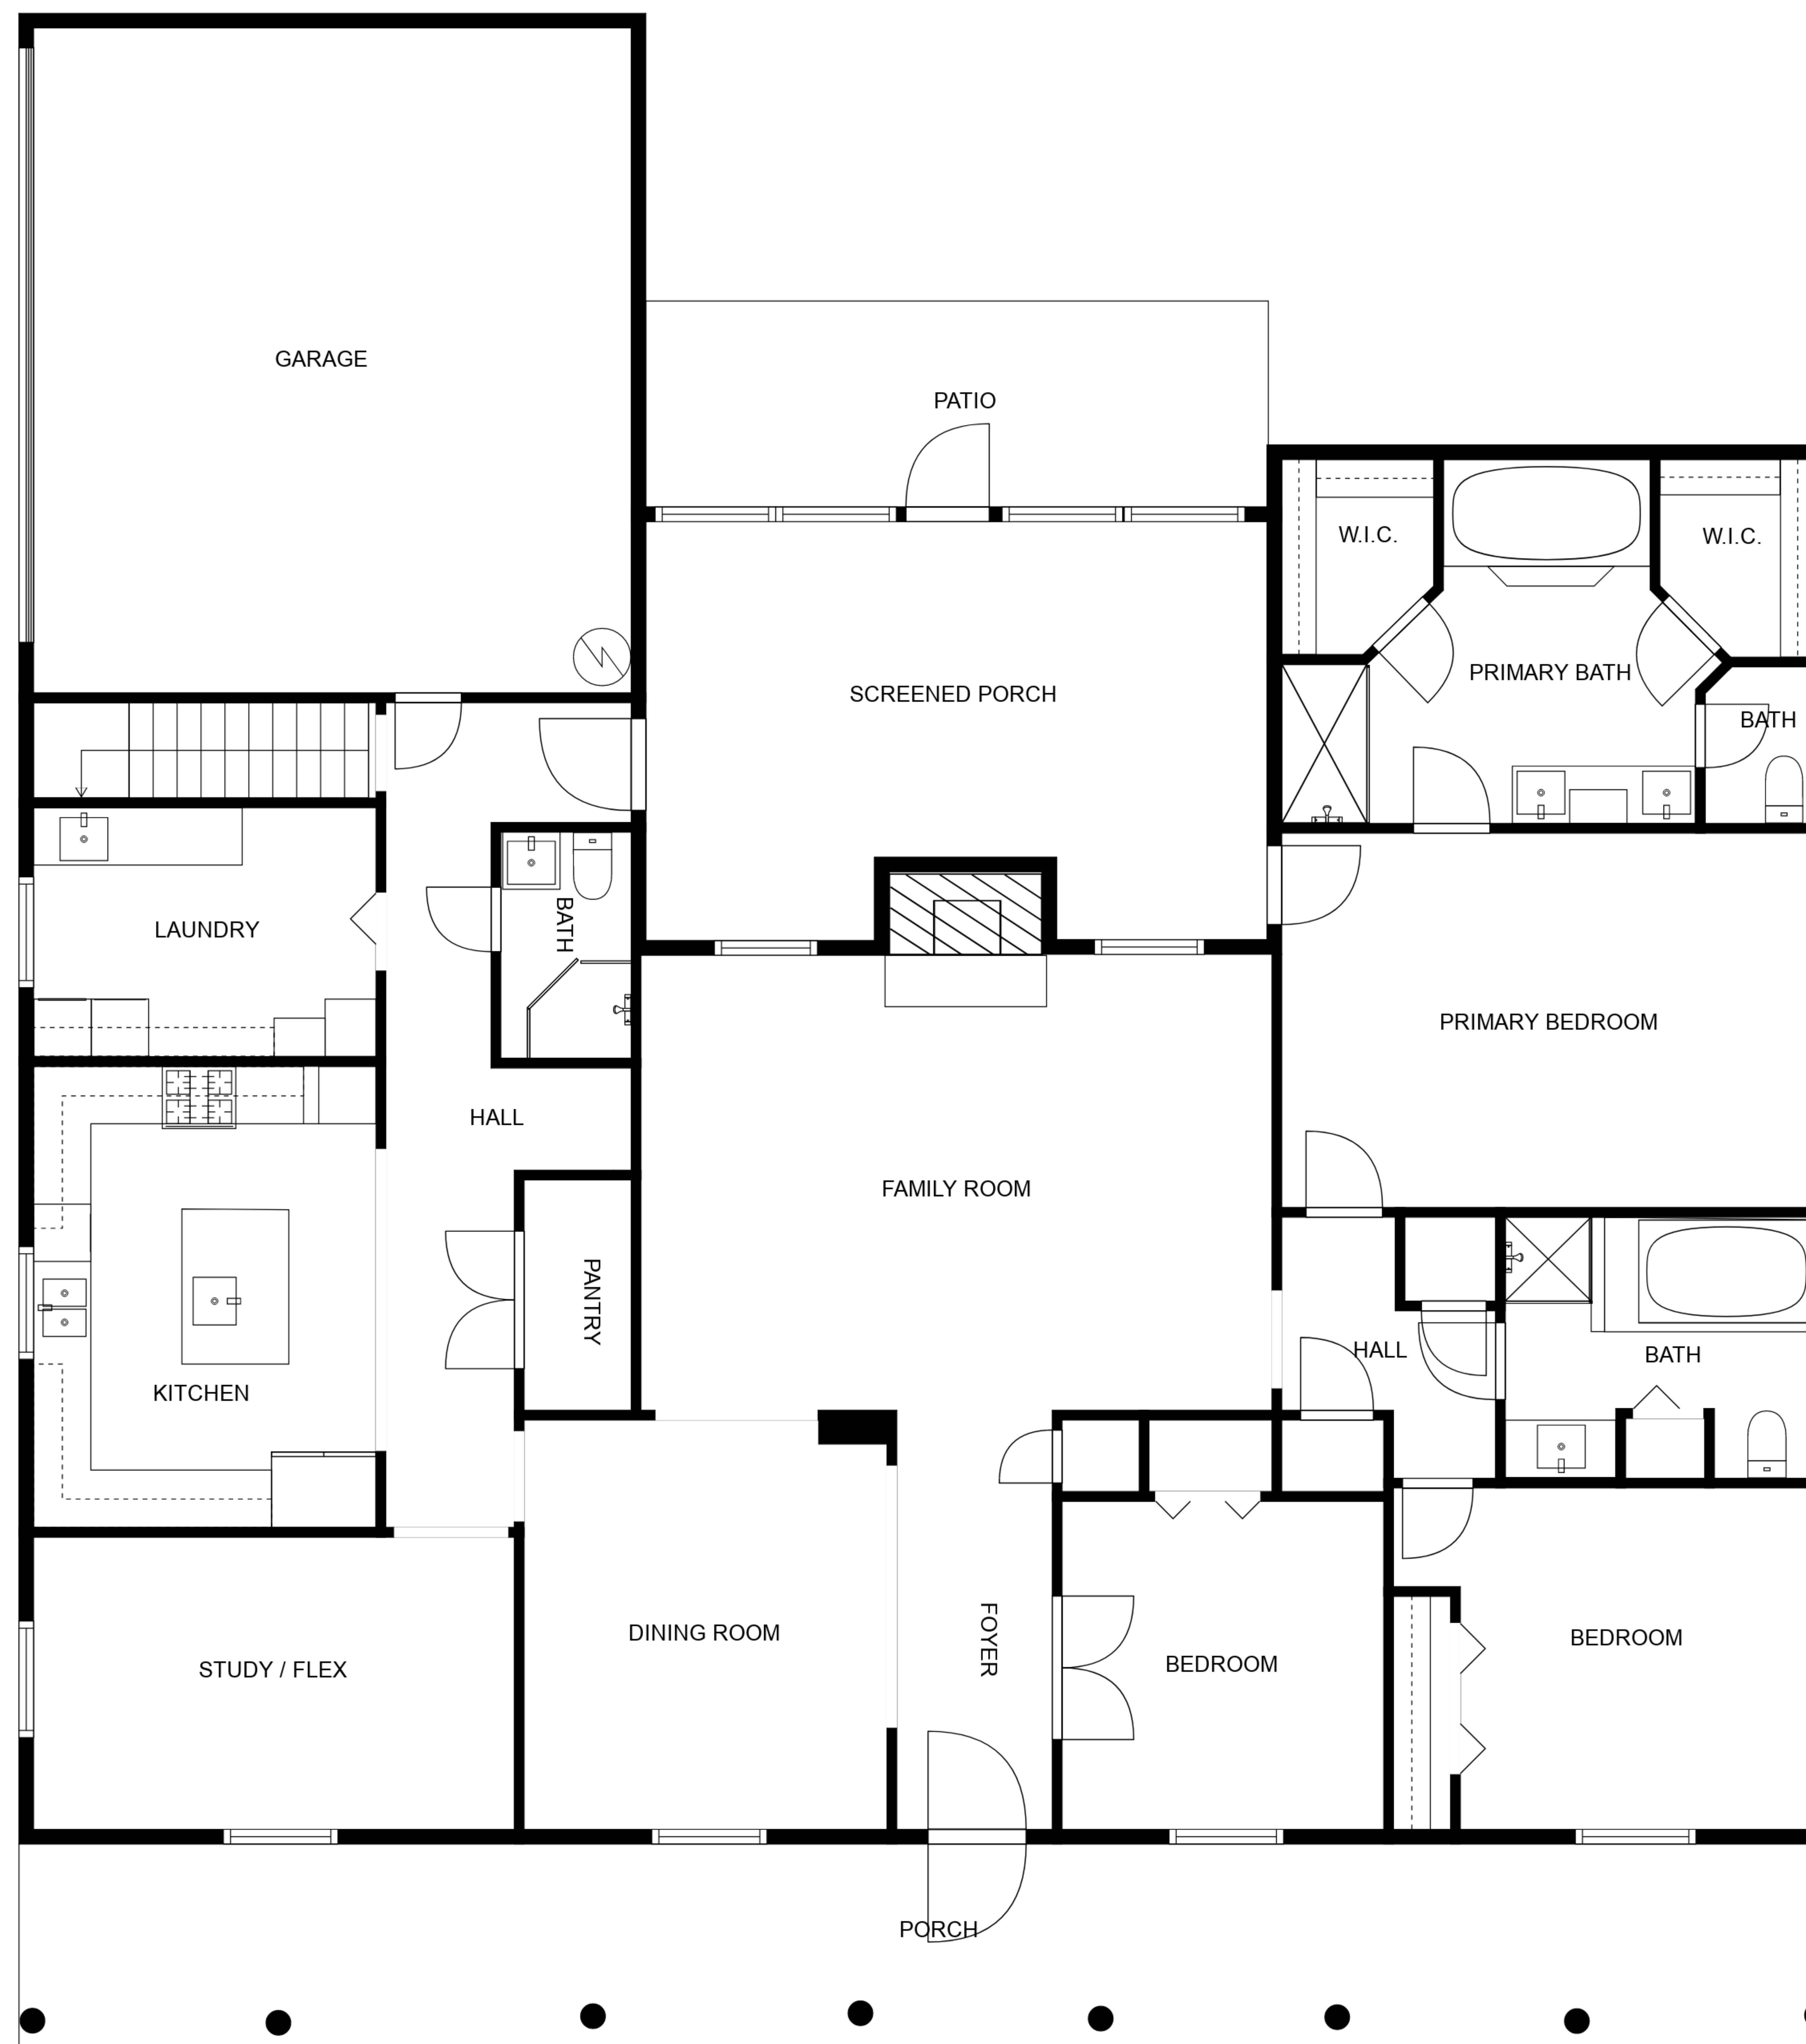 GARAGE
PATIO
W.I.C.
W.I.C.
PRIMARY BATH
SCREENED PORCH
BATH
BATH
LAUNDRY
PRIMARY BEDROOM
HALL
FAMILY ROOM
PANTRY
HALL
BATH
KITCHEN
DINING ROOM
FOYER
BEDROOM
BEDROOM
STUDY / FLEX
PORCH